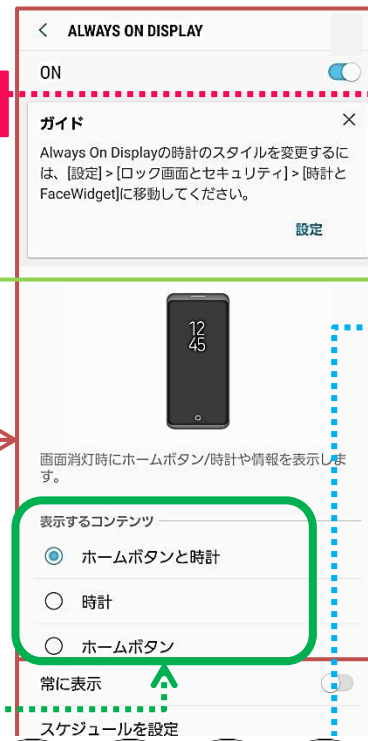 < ALWAYS ON DISPLAY
ON
ガイド
Always On Displayの時計のスタイルを変更するに
は、[設定] > [ロック画面とセキュリティ] > [時計と
FaceWidget]に移動してください。
設定
12
45
画面消灯時にホームボタン/時計や情報を表示しま
す。
表示するコンテンツ
ホームボタンと時計
時計
ホームボタン
常に表示
スケジュールを設定